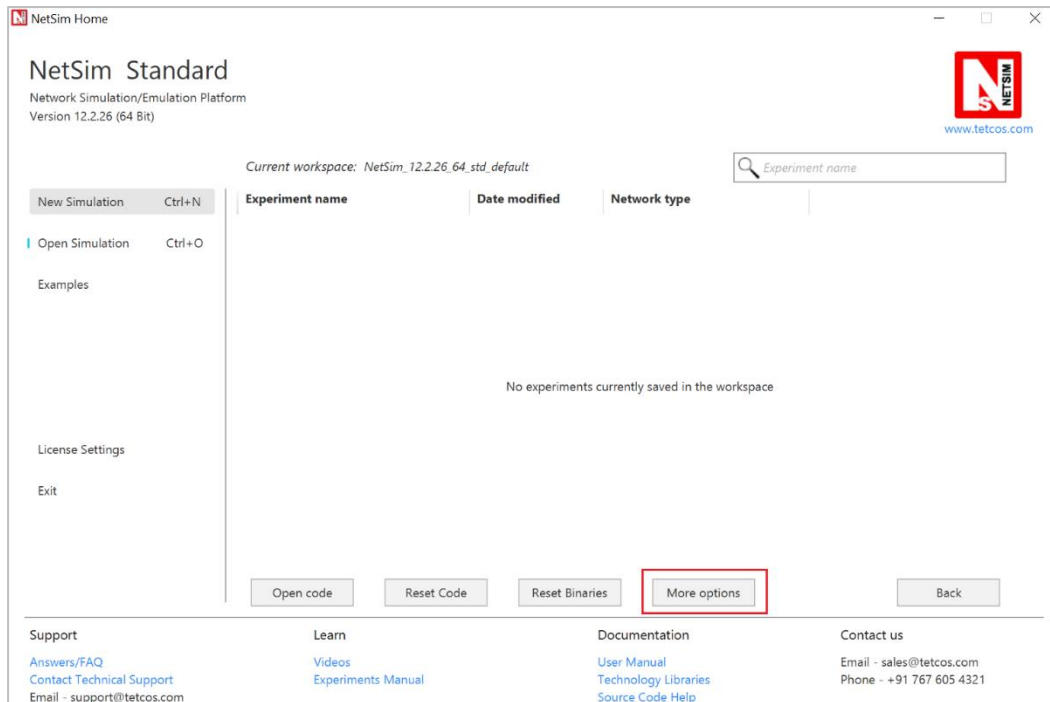 NetSim Home
NetSim Standard
Network Simulation/Emulation Platform
Version 12.2.26 (64 Bit)
NS NETSIM
www.tetcos.com
Current workspace: NetSim_12.2.26_64_std_default
Experiment name
New Simulation Ctrl+N
Open Simulation Ctrl+O
Examples
License Settings
Exit
Experiment name Date modified Network type
No experiments currently saved in the workspace
Open code Reset Code Reset Binaries More options Back
Support
Answers/FAQ
Contact Technical Support
Email - support@tetcos.com
Learn
Videos
Experiments Manual
Documentation
User Manual
Technology Libraries
Source Code Help
Contact us
Email - sales@tetcos.com
Phone - +91 767 605 4321